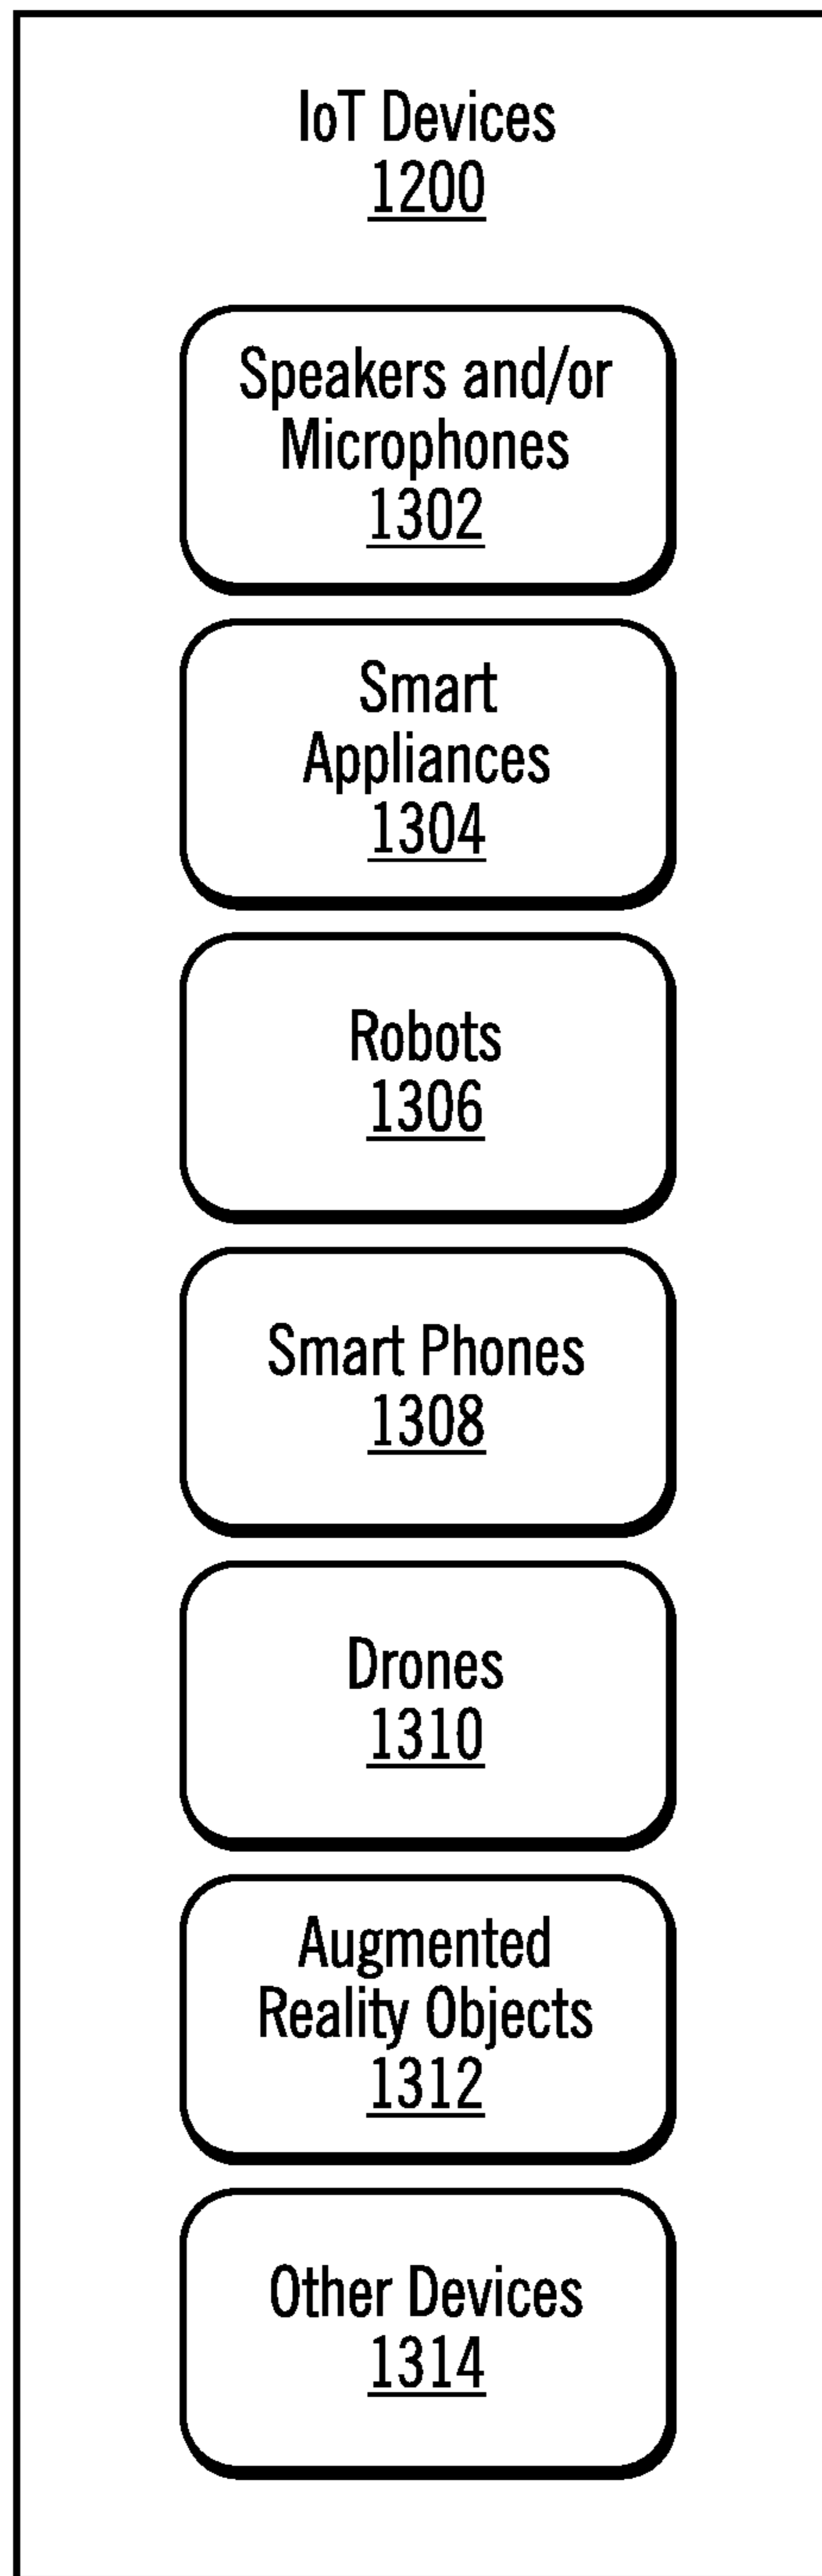 IoT Devices
1200
Speakers and/or
Microphones
1302
Smart
Appliances
1304
Robots
1306
Smart Phones
1308
Drones
1310
Augmented
Reality Objects
1312
Other Devices
1314